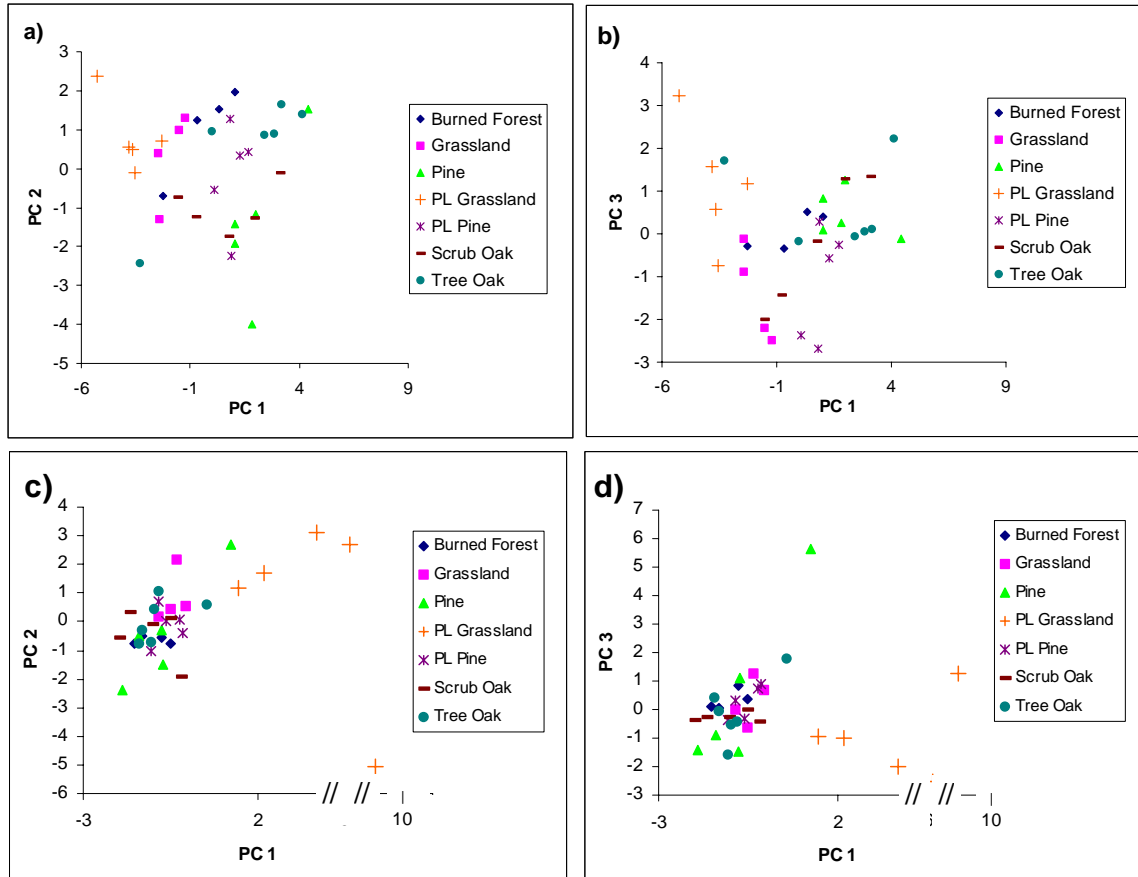 a)
3
2
1
0
-1
-2
-3
-4
-5
-6
-1
4
9
PC 2
PC 1
Burned Forest
Grassland
Pine
PL Grassland
PL Pine
Scrub Oak
Tree Oak
b)
4
3
2
1
0
-1
-2
-3
-6
-1
4
9
PC 3
PC 1
Burned Forest
Grassland
Pine
PL Grassland
PL Pine
Scrub Oak
Tree Oak
c)
4
3
2
1
0
-1
-2
-3
-4
-5
-6
-3
2
//
//
10
PC 2
PC 1
Burned Forest
Grassland
Pine
PL Grassland
PL Pine
Scrub Oak
Tree Oak
d)
7
6
5
4
3
2
1
0
-1
-2
-3
-3
2
//
//
10
PC 3
PC 1
Burned Forest
Grassland
Pine
PL Grassland
PL Pine
Scrub Oak
Tree Oak